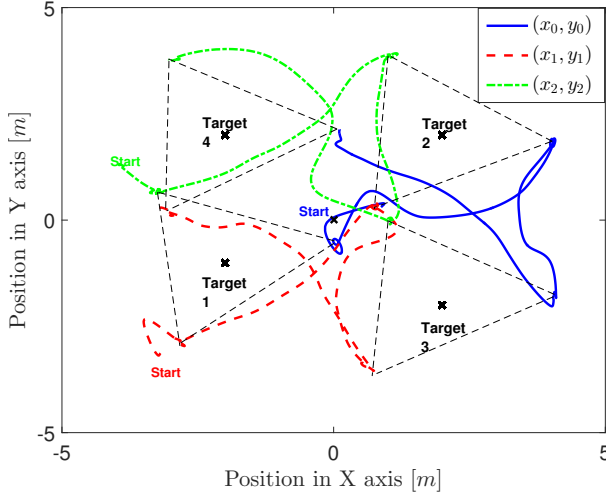 5
(x₀, y₀)
(x₁, y₁)
(x₂, y₂)
Target
4
Target
2
Start
Start
0
Target
1
Target
3
Start
-5
-5
0
5
Position in X axis [m]
Position in Y axis [m]